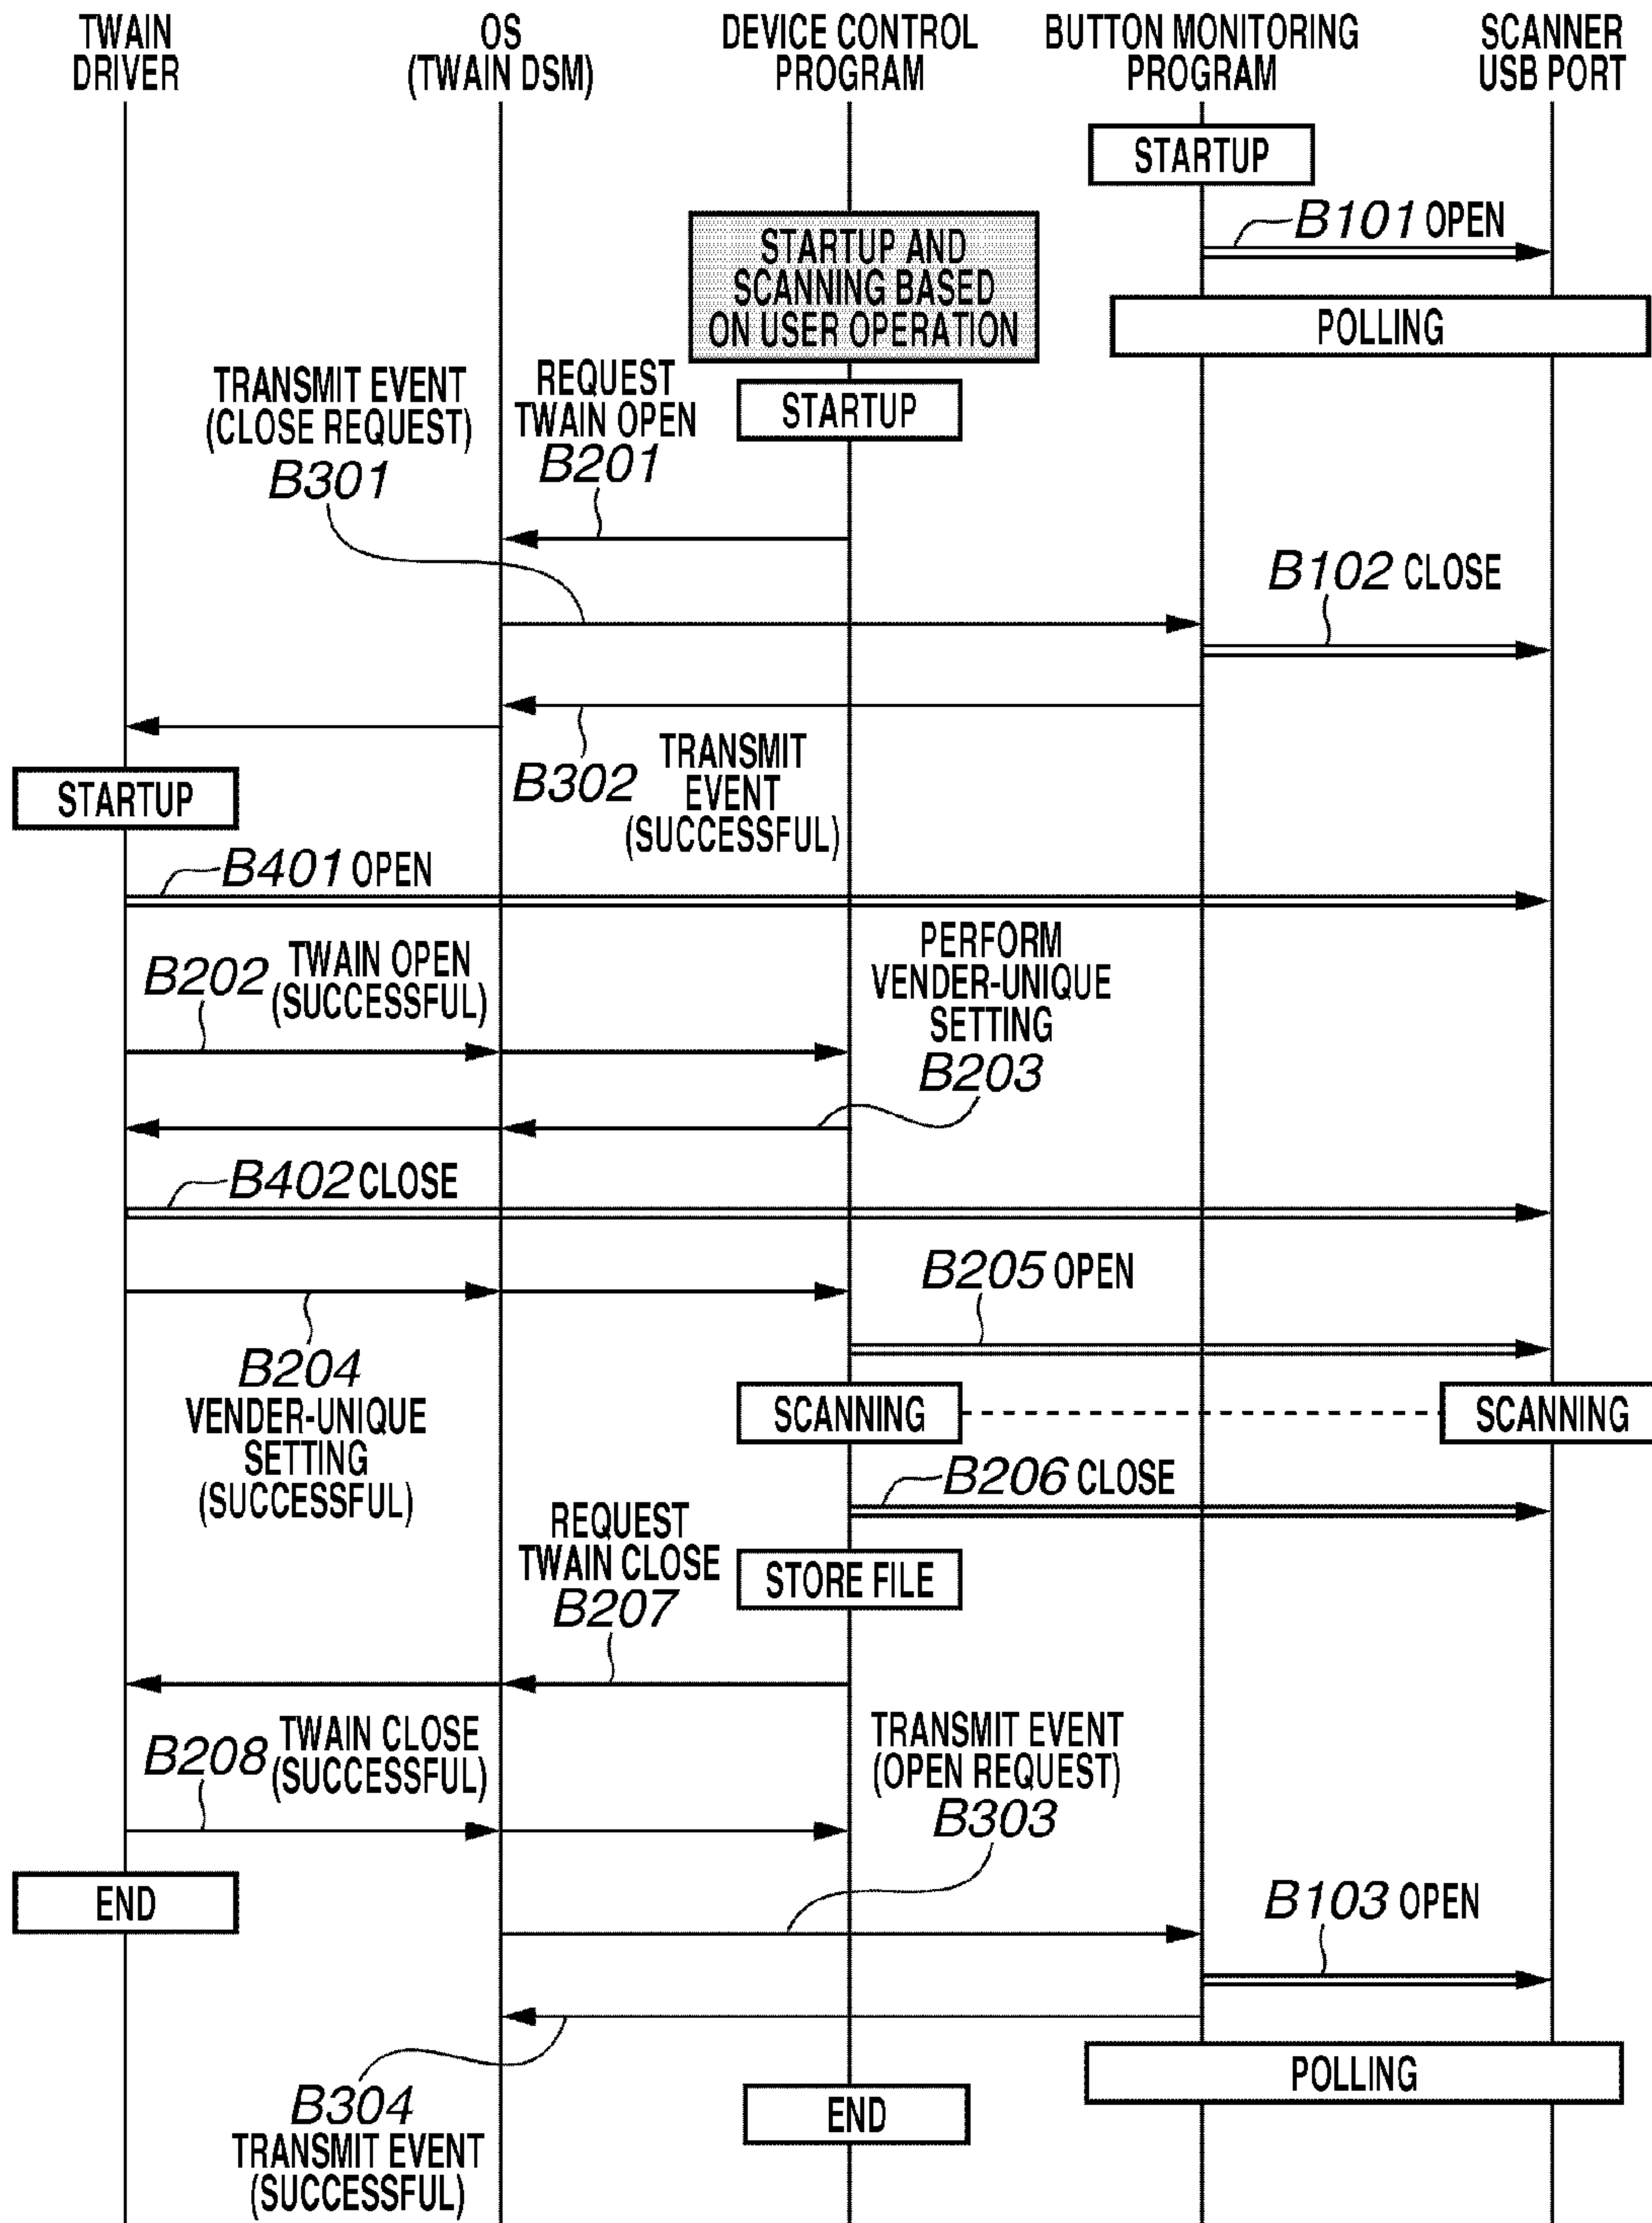 TWAIN
DRIVER
OS
(TWAIN DSM)
DEVICE CONTROL
PROGRAM
BUTTON MONITORING
PROGRAM
SCANNER
USB PORT
STARTUP
B101 OPEN
STARTUP AND
SCANNING BASED
ON USER OPERATION
POLLING
TRANSMIT EVENT
(CLOSE REQUEST)
B301
REQUEST
TWAIN OPEN
B201
STARTUP
B102 CLOSE
B302
TRANSMIT
EVENT
(SUCCESSFUL)
STARTUP
B401 OPEN
B202
TWAIN OPEN
(SUCCESSFUL)
PERFORM
VENDER-UNIQUE
SETTING
B203
B402 CLOSE
B205 OPEN
B204
VENDER-UNIQUE
SETTING
(SUCCESSFUL)
SCANNING
SCANNING
B206 CLOSE
REQUEST
TWAIN CLOSE
B207
STORE FILE
B208
TWAIN CLOSE
(SUCCESSFUL)
TRANSMIT EVENT
(OPEN REQUEST)
B303
END
B103 OPEN
POLLING
B304
TRANSMIT EVENT
(SUCCESSFUL)
END